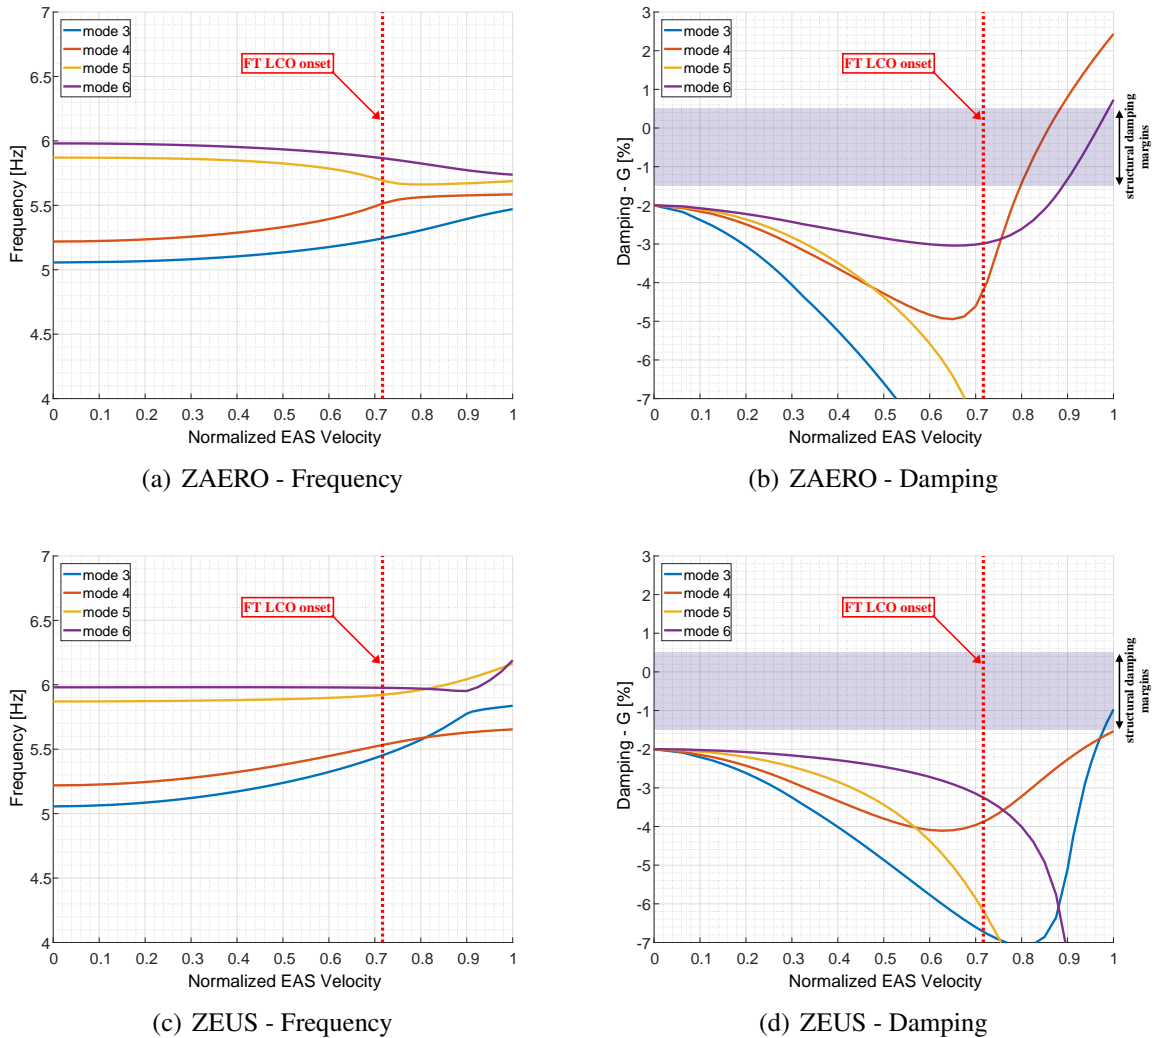 7
6.5
6
5.5
5
4.5
4
Frequency [Hz]
mode 3
mode 4
mode 5
mode 6
FT LCO onset
0 0.1 0.2 0.3 0.4 0.5 0.6 0.7 0.8 0.9 1
Normalized EAS Velocity
(a) ZAERO - Frequency
3
2
1
0
-1
-2
-3
-4
-5
-6
-7
Damping - G [%]
mode 3
mode 4
mode 5
mode 6
FT LCO onset
structural damping
margins
0 0.1 0.2 0.3 0.4 0.5 0.6 0.7 0.8 0.9 1
Normalized EAS Velocity
(b) ZAERO - Damping
7
6.5
6
5.5
5
4.5
4
Frequency [Hz]
mode 3
mode 4
mode 5
mode 6
FT LCO onset
0 0.1 0.2 0.3 0.4 0.5 0.6 0.7 0.8 0.9 1
Normalized EAS Velocity
(c) ZEUS - Frequency
3
2
1
0
-1
-2
-3
-4
-5
-6
-7
Damping - G [%]
mode 3
mode 4
mode 5
mode 6
FT LCO onset
structural damping
margins
0 0.1 0.2 0.3 0.4 0.5 0.6 0.7 0.8 0.9 1
Normalized EAS Velocity
(d) ZEUS - Damping